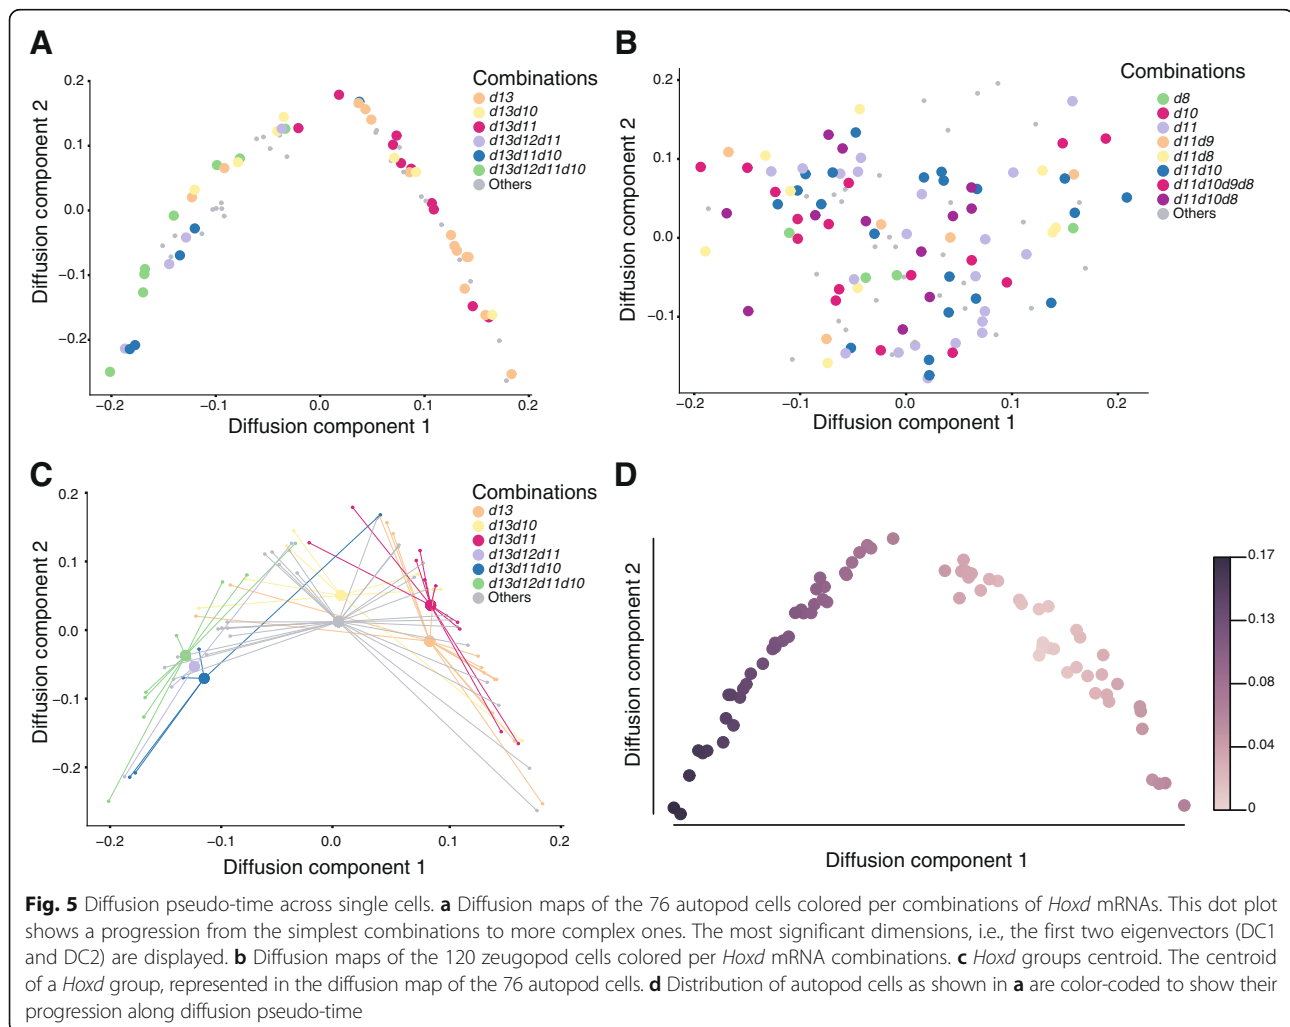 A
Combinations
d13
d13d10
d13d11
d13d12d11
d13d11d10
d13d12d11d10
Others
Diffusion component 2
0.2
0.1
0.0
−0.1
−0.2
−0.2
−0.1
0.0
0.1
0.2
Diffusion component 1
B
Combinations
d8
d10
d11
d11d9
d11d8
d11d10
d11d10d9d8
d11d10d8
Others
Diffusion component 2
0.2
0.1
0.0
−0.1
−0.2
−0.1
0.0
0.1
0.2
Diffusion component 1
C
Combinations
d13
d13d10
d13d11
d13d12d11
d13d11d10
d13d12d11d10
Others
Diffusion component 2
0.2
0.1
0.0
−0.1
−0.2
−0.2
−0.1
0.0
0.1
0.2
Diffusion component 1
D
Diffusion component 2
Diffusion component 1
0.17
0.13
0.08
0.04
0
Fig. 5 Diffusion pseudo-time across single cells. a Diffusion maps of the 76 autopod cells colored per combinations of Hoxd mRNAs. This dot plot
shows a progression from the simplest combinations to more complex ones. The most significant dimensions, i.e., the first two eigenvectors (DC1
and DC2) are displayed. b Diffusion maps of the 120 zeugopod cells colored per Hoxd mRNA combinations. c Hoxd groups centroid. The centroid
of a Hoxd group, represented in the diffusion map of the 76 autopod cells. d Distribution of autopod cells as shown in a are color-coded to show their
progression along diffusion pseudo-time